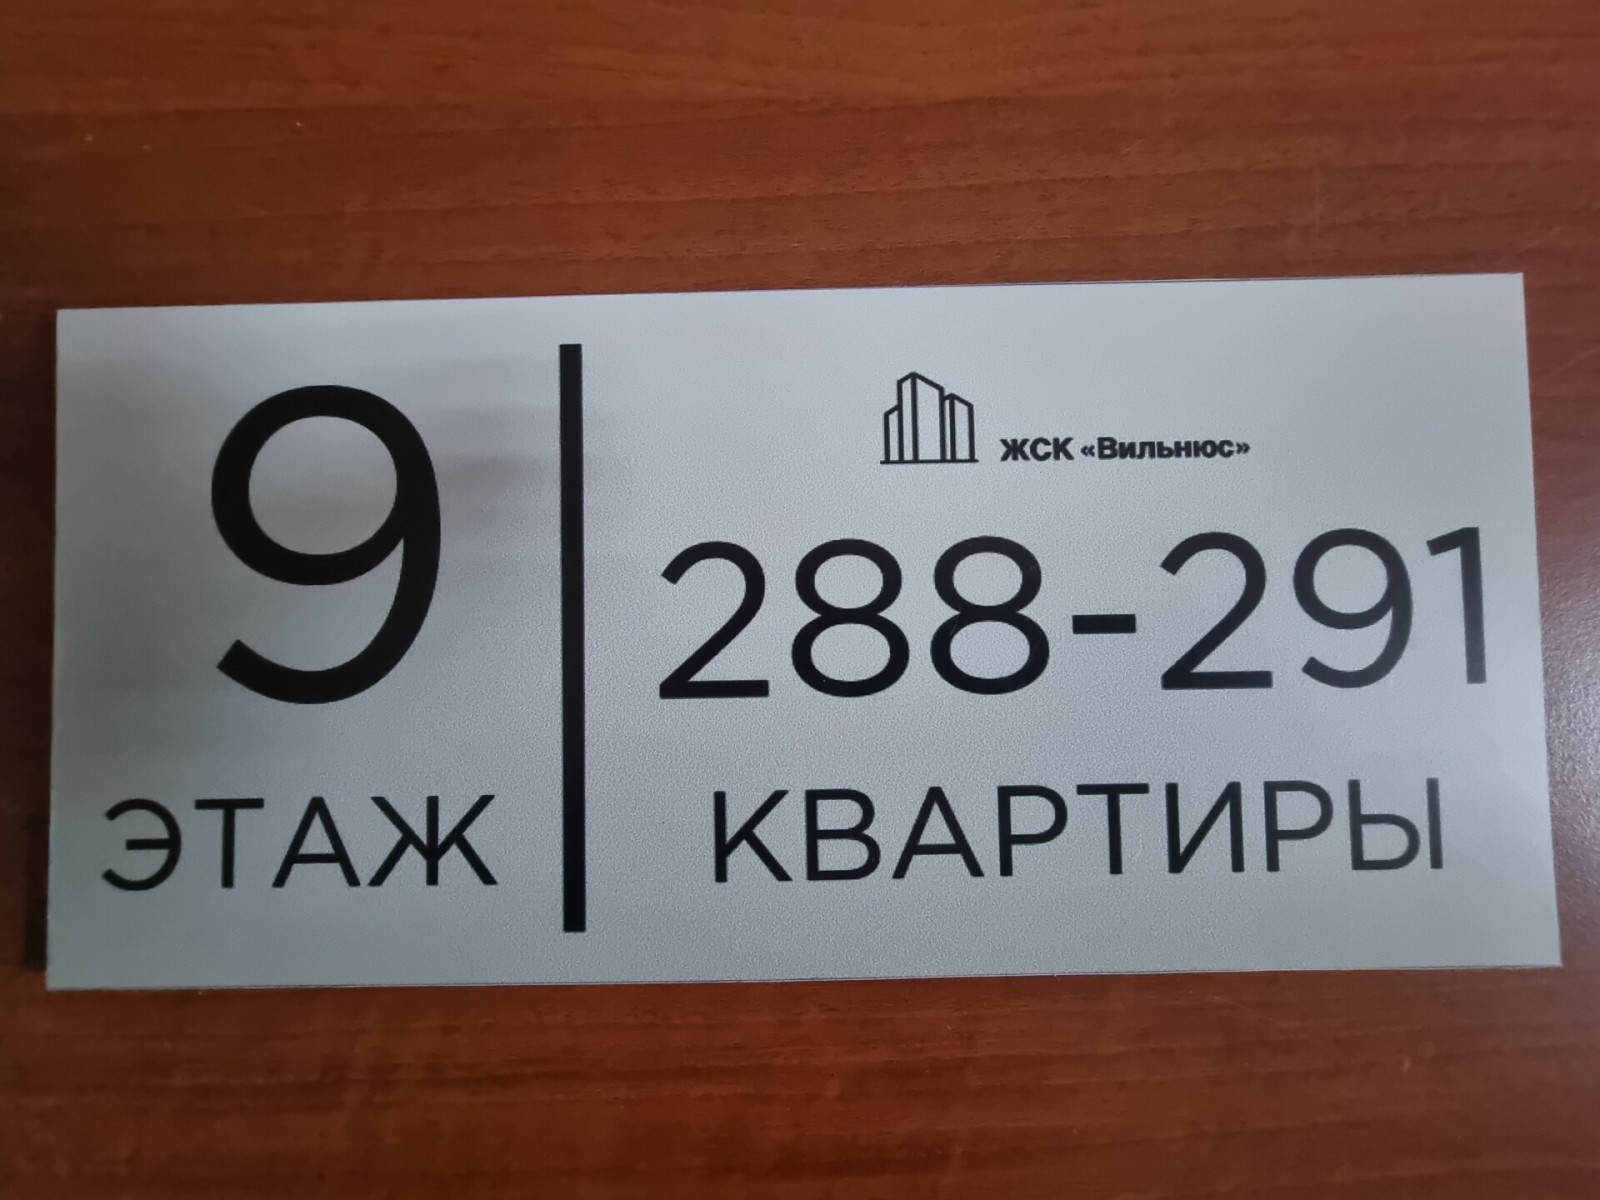 9
ЭТАЖ
ЖСК «Вильнюс»
288-291
КВАРТИРЫ